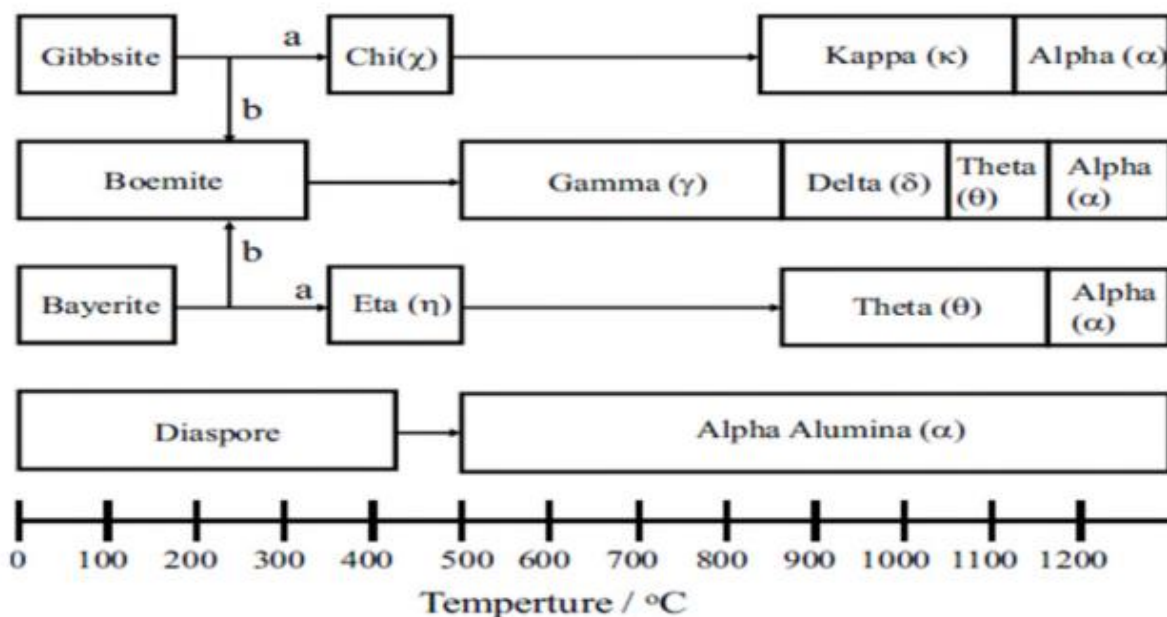 Gibbsite
a
Chi(χ)
Kappa (κ)
Alpha (α)
b
Boemite
Gamma (γ)
Delta (δ)
Theta
(θ)
Alpha
(α)
b
Bayerite
a
Eta (η)
Theta (θ)
Alpha
(α)
Diaspore
Alpha Alumina (α)
0 100 200 300 400 500 600 700 800 900 1000 1100 1200
Temperture / °C